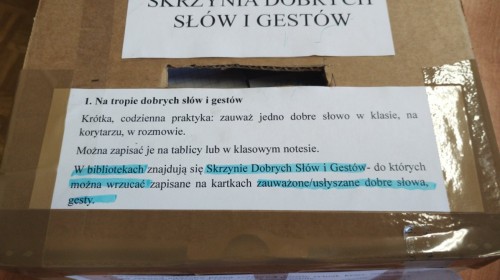 SKRZYNIA DOBRYCH
SŁÓW I GESTÓW
1. Na tropie dobrych słów i gestów
Krótka, codzienna praktyka: zauważ jedno dobre słowo w klasie, na
korytarzu, w rozmowie.
Można zapisać je na tablicy lub w klasowym notesie.
W bibliotekach znajdują się Skrzynie Dobrych Słów i Gestów- do których
można wrzucać zapisane na kartkach zauważone/usłyszane dobre słowa,
gesty.